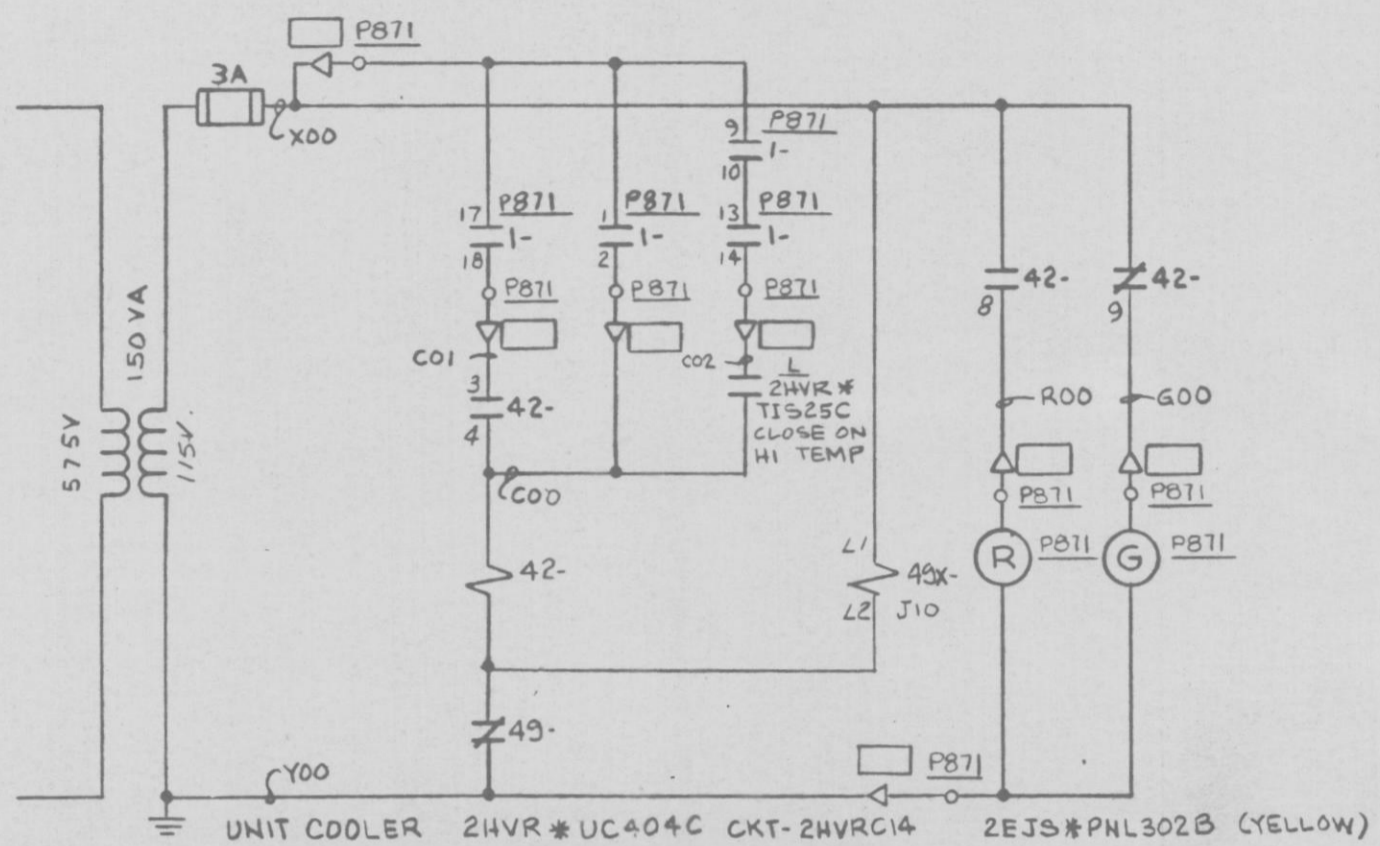 P871
3A
X00
9 P871
1-
10
17 P871
1-
18
1 P871
1-
2
13 P871
1-
14
P871
P871
P871
42-
8
42-
9
150 VA
C01
C02
3
42-
4
L
2HVR*
TIS25C
CLOSE ON
HI TEMP
R00
G00
575V
115V
C00
P871
P871
42-
L1
49X-
L2 J10
R P871
G P871
49-
Y00
P871
UNIT COOLER 2HVR*UC404C CKT-2HVRC14 2EJS*PNL302B (YELLOW)